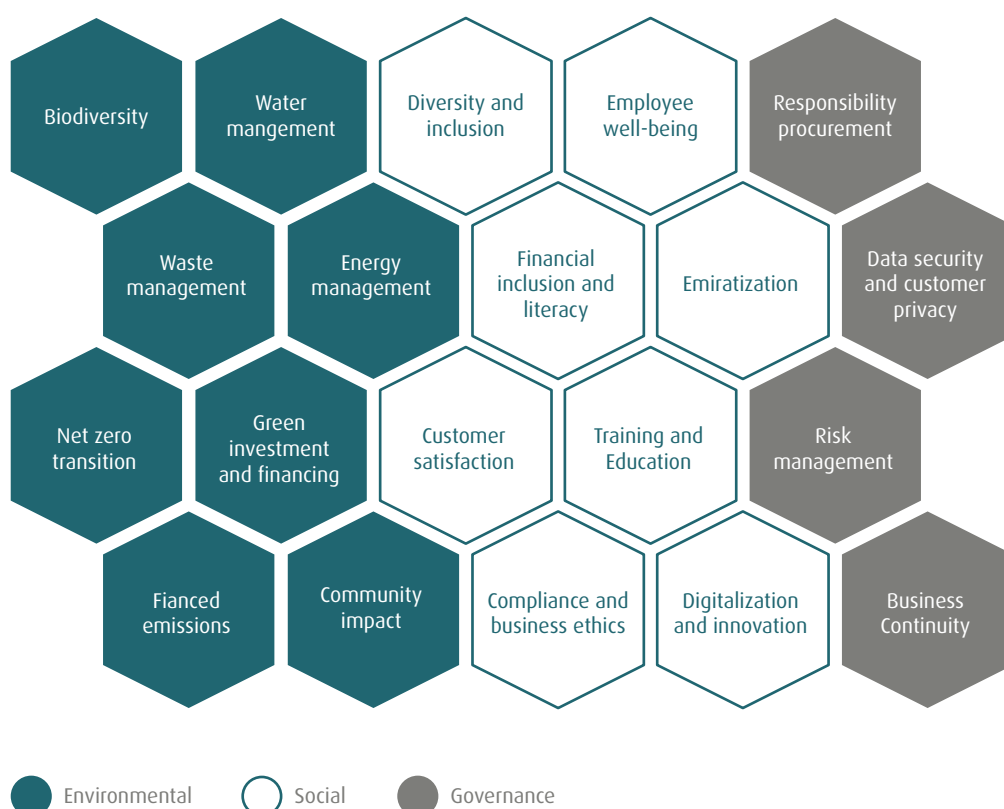 Biodiversity
Water
mangement
Diversity and
inclusion
Employee
well-being
Responsibility
procurement
Waste
management
Energy
management
Financial
inclusion and
literacy
Emiratization
Data security
and customer
privacy
Net zero
transition
Green
investment
and financing
Customer
satisfaction
Training and
Education
Risk
management
Fianced
emissions
Community
impact
Compliance and
business ethics
Digitalization
and innovation
Business
Continuity
Environmental
Social
Governance